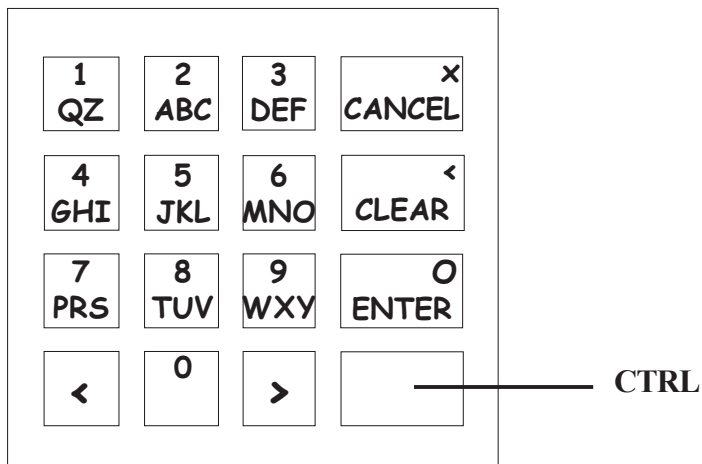 1 2 3 x
QZ ABC DEF CANCEL
4 5 6 <
GHI JKL MNO CLEAR
7 8 9 O
PRS TUV WXY ENTER
< 0 >
CTRL